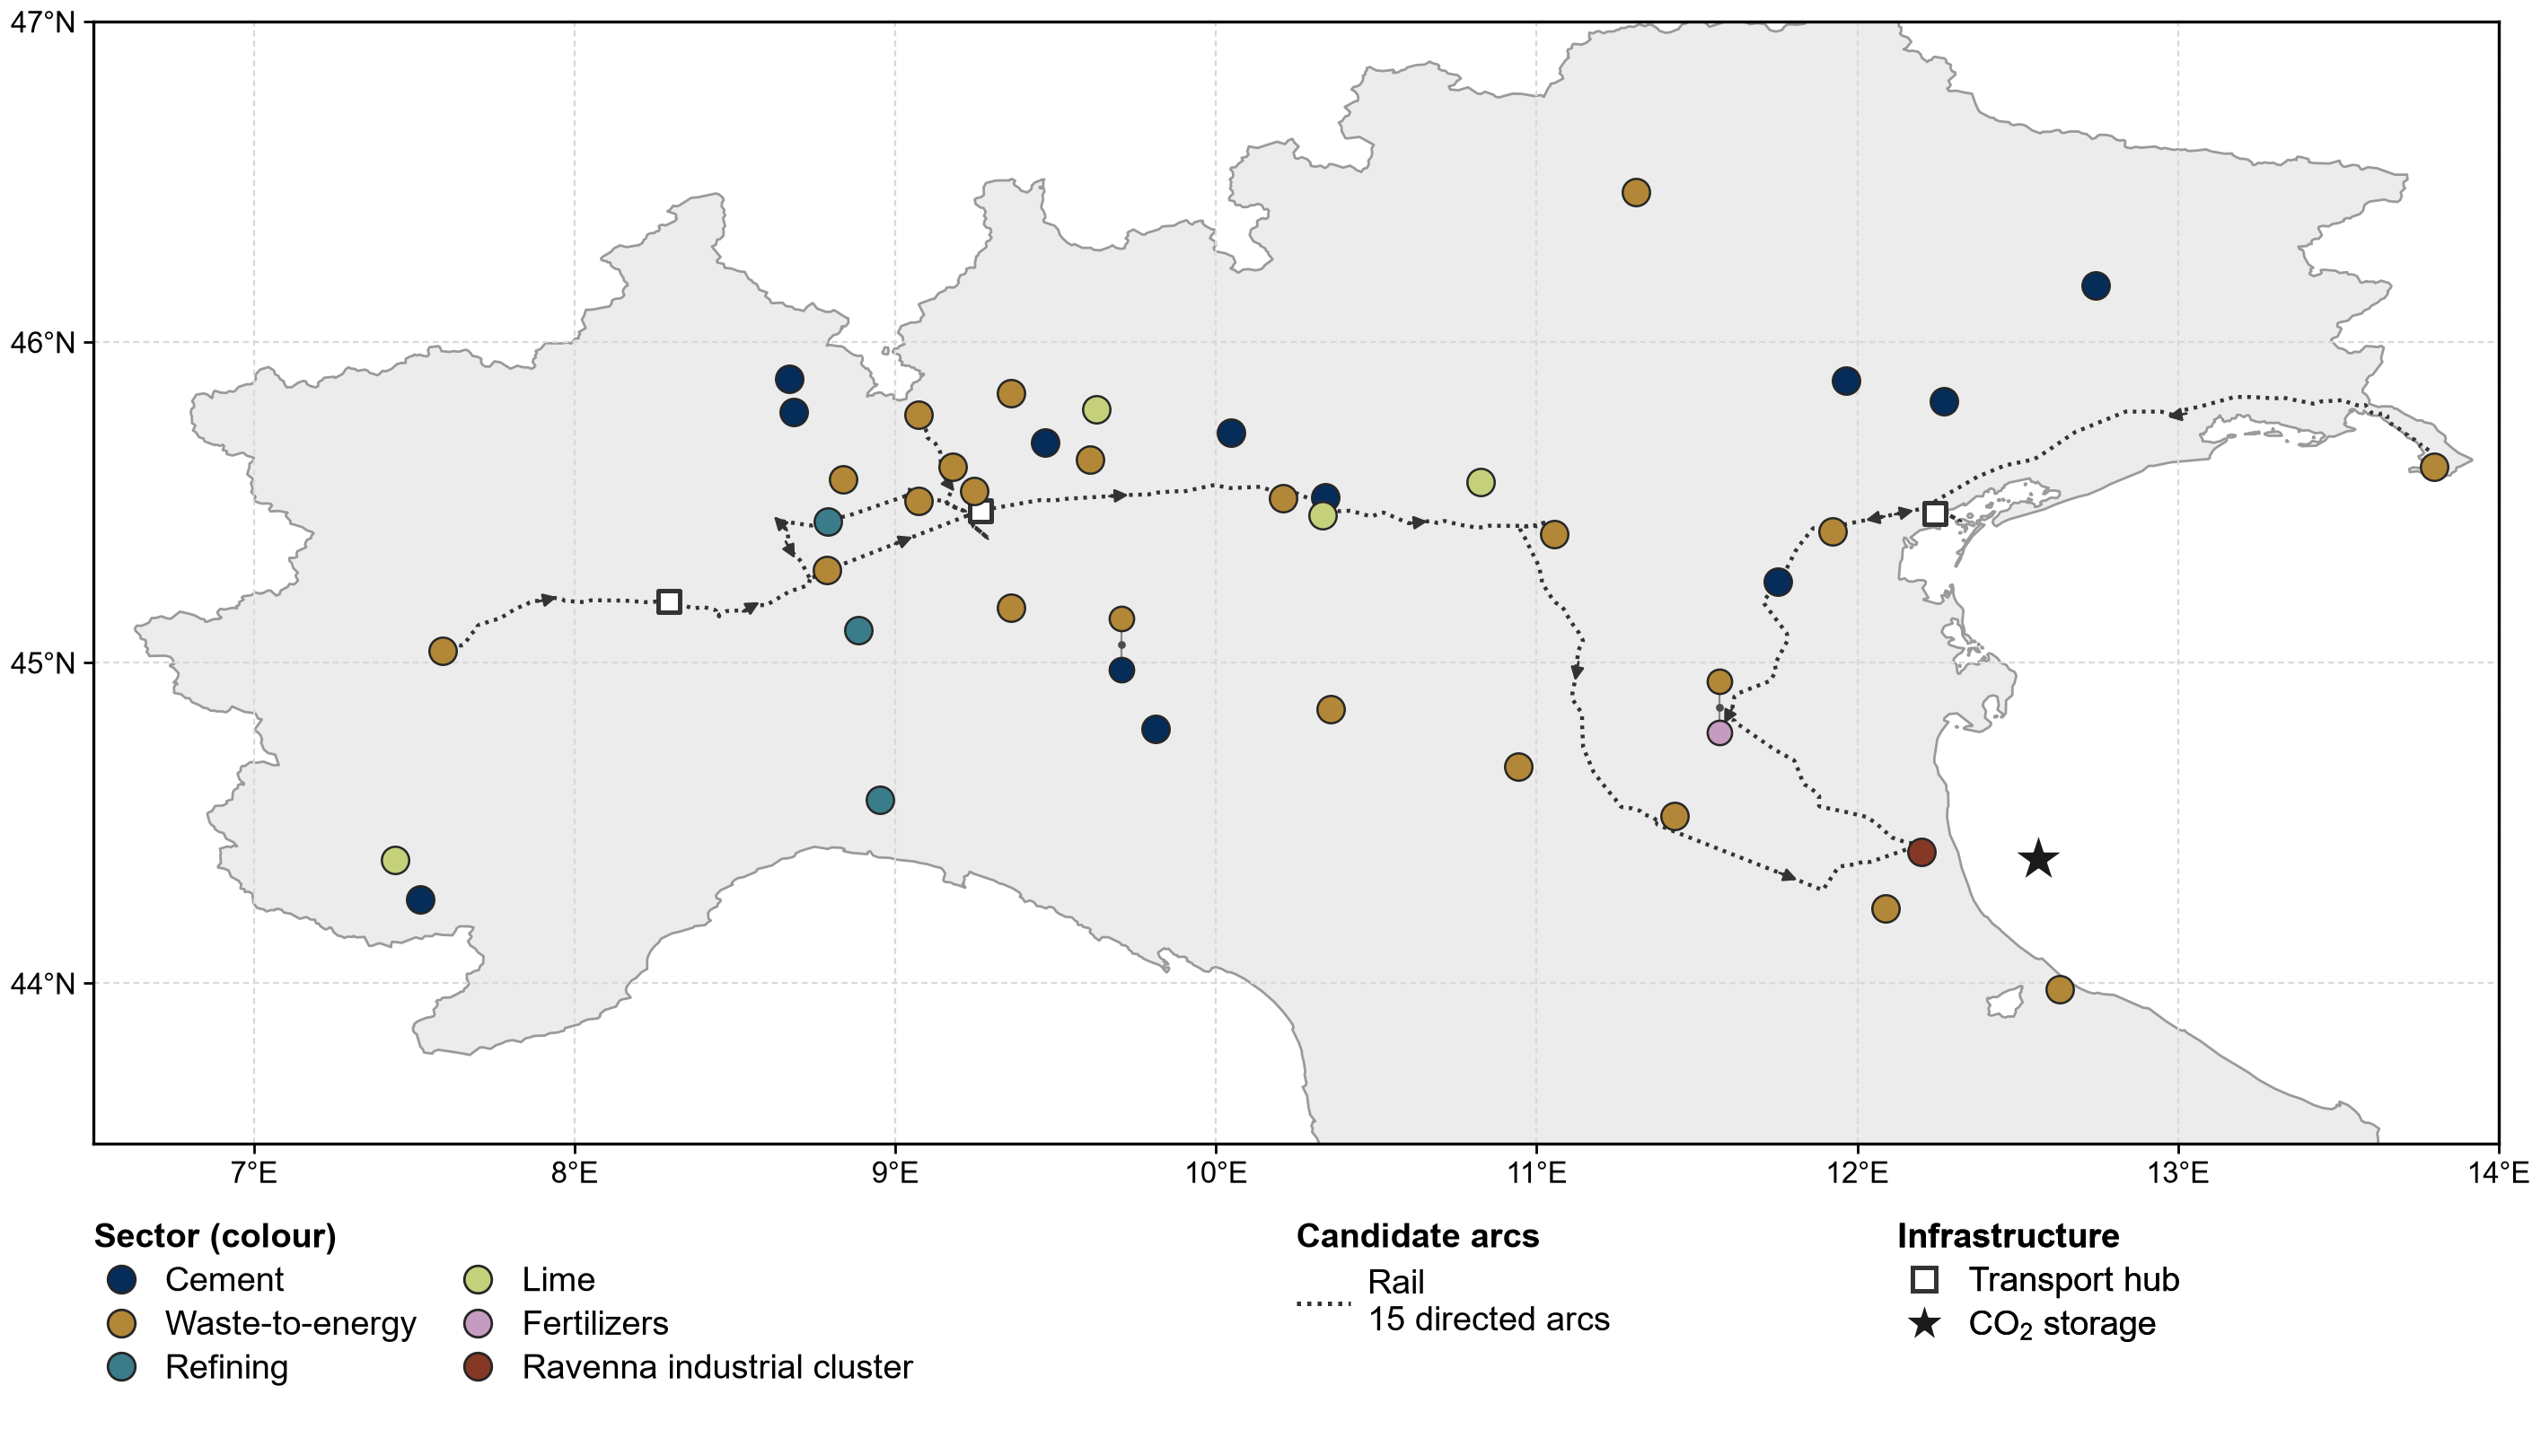 47°N
46°N
45°N
44°N
7°E 8°E 9°E 10°E 11°E 12°E 13°E 14°E
Sector (colour)
Cement
Waste-to-energy
Refining
Lime
Fertilizers
Ravenna industrial cluster
Candidate arcs
Rail
15 directed arcs
Infrastructure
Transport hub
CO₂ storage